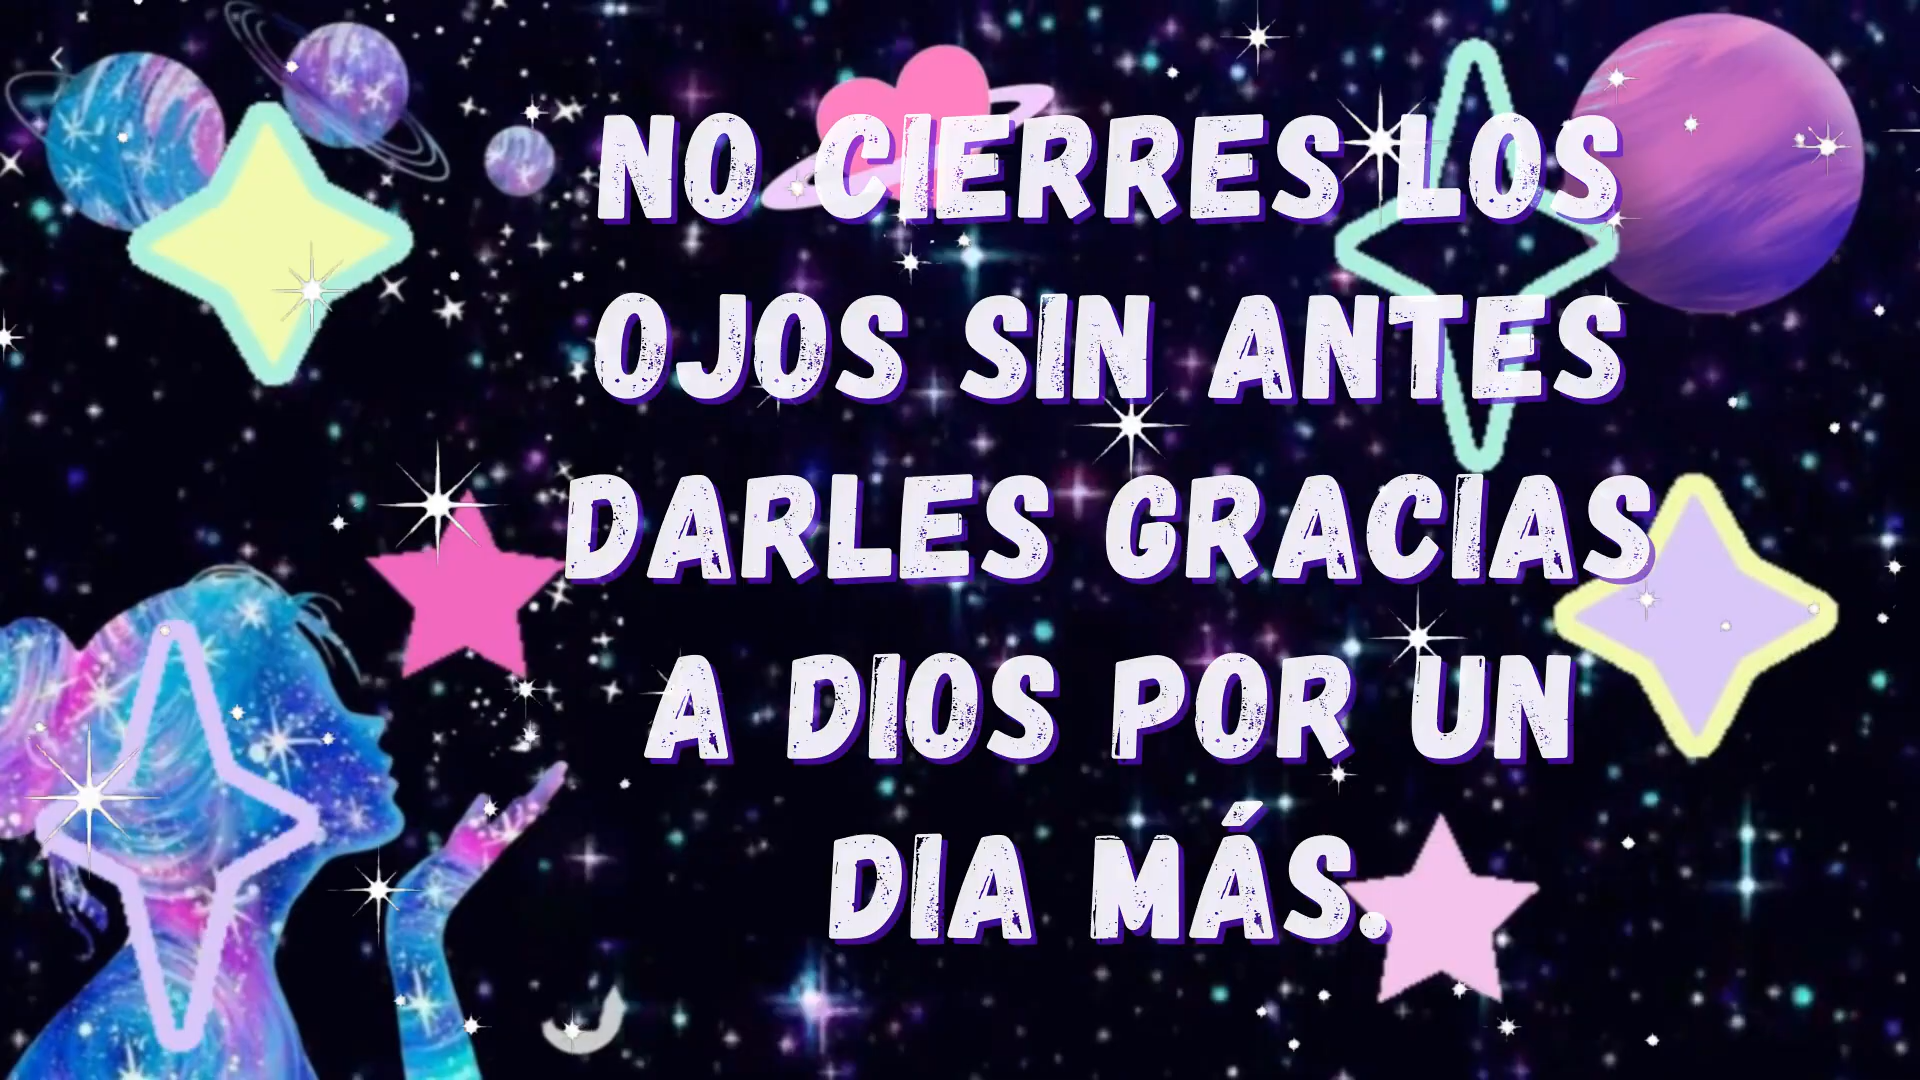 NO CIERRES LOS
OJOS SIN ANTES
DARLES GRACIAS
A DIOS POR UN
DIA MÁS.